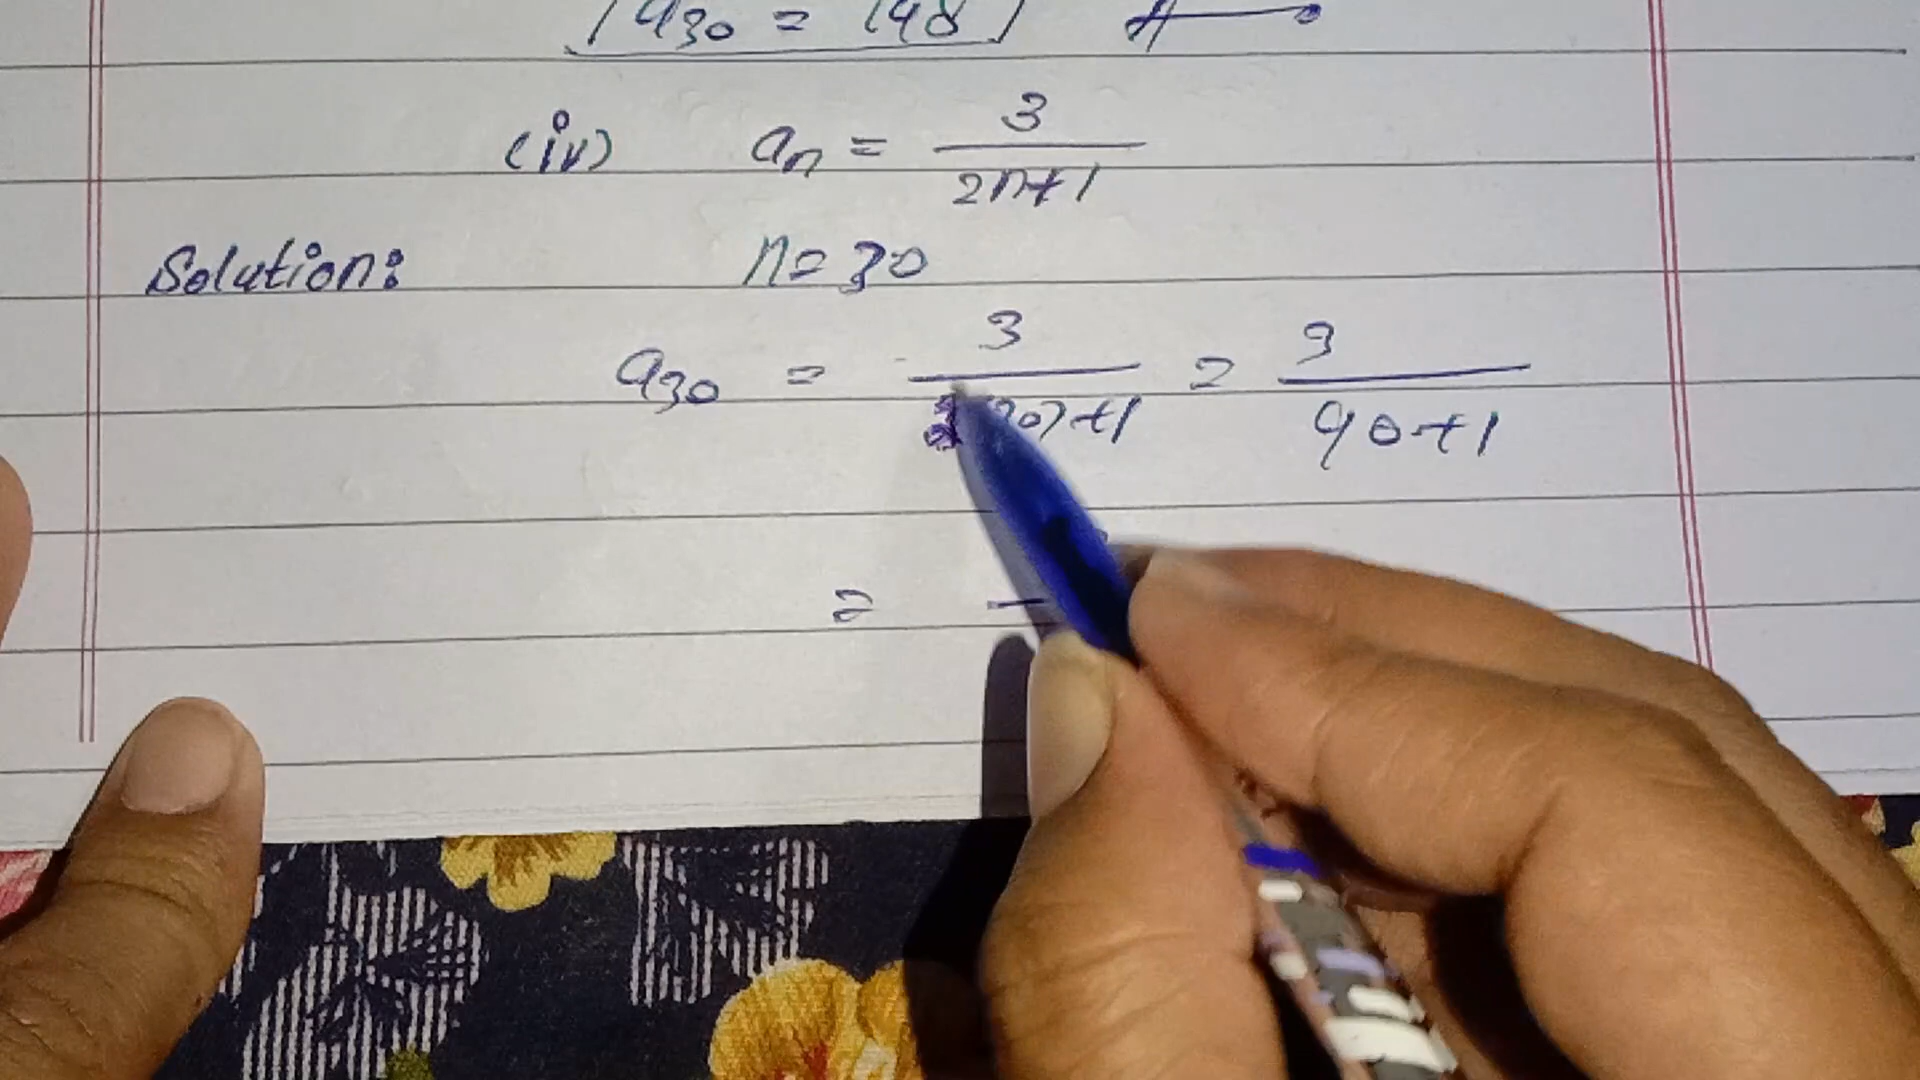 a30 = 148 A
(iv) an = 3/(2n+1)
Solution: n = 30
a30 = 3/(2(30)+1) = 3/(90+1)
=